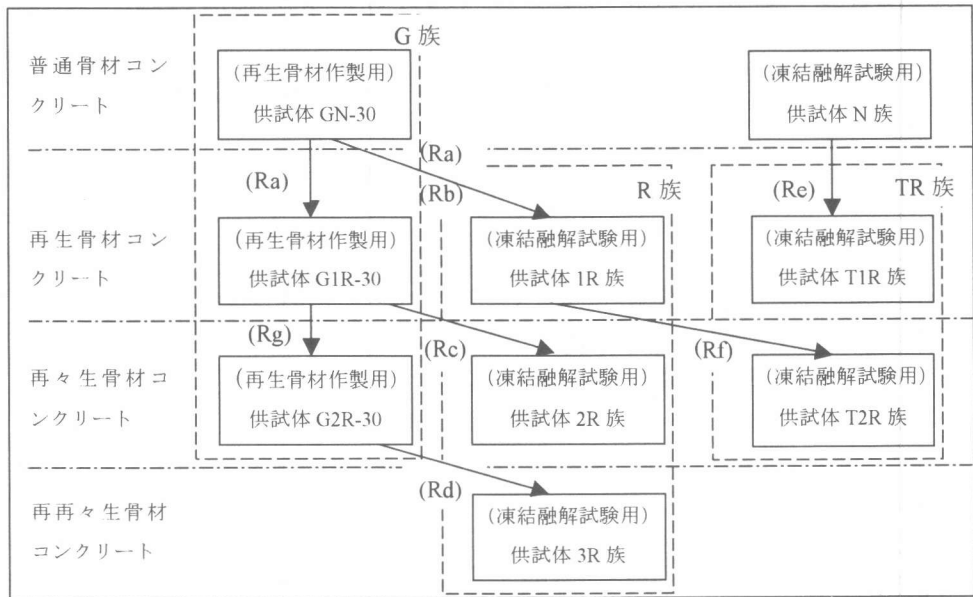 G 族
普通骨材コン
クリート
(再生骨材作製用)
供試体 GN-30
(凍結融解試験用)
供試体 N 族
(Ra)
(Ra)
(Rb)
R 族
(Re)
TR 族
再生骨材コン
クリート
(再生骨材作製用)
供試体 G1R-30
(凍結融解試験用)
供試体 1R 族
(凍結融解試験用)
供試体 T1R 族
(Rg)
(Rc)
(Rf)
再々生骨材コ
ンクリート
(再生骨材作製用)
供試体 G2R-30
(凍結融解試験用)
供試体 2R 族
(凍結融解試験用)
供試体 T2R 族
(Rd)
再再々生骨材
コンクリート
(凍結融解試験用)
供試体 3R 族